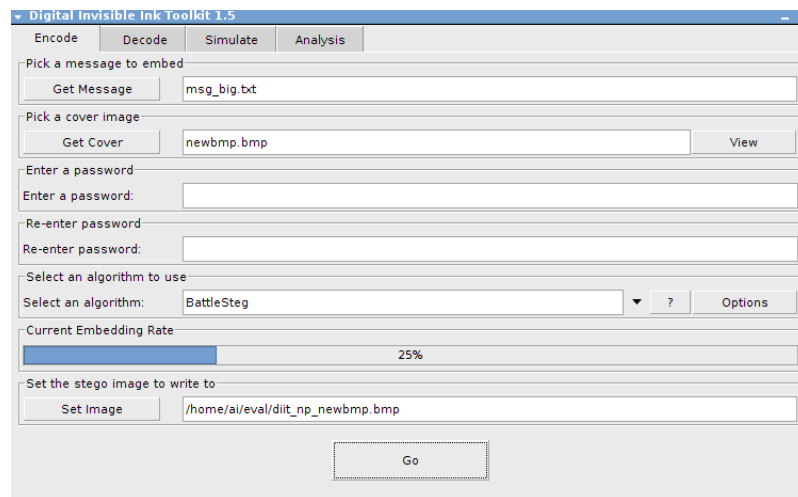 Digital Invisible Ink Toolkit 1.5
Encode Decode Simulate Analysis
Pick a message to embed
Get Message msg_big.txt
Pick a cover image
Get Cover newbmp.bmp View
Enter a password
Enter a password:
Re-enter password
Re-enter password:
Select an algorithm to use
Select an algorithm: BattleSteg ? Options
Current Embedding Rate
25%
Set the stego image to write to
Set Image /home/ai/eval/diit_np_newbmp.bmp
Go